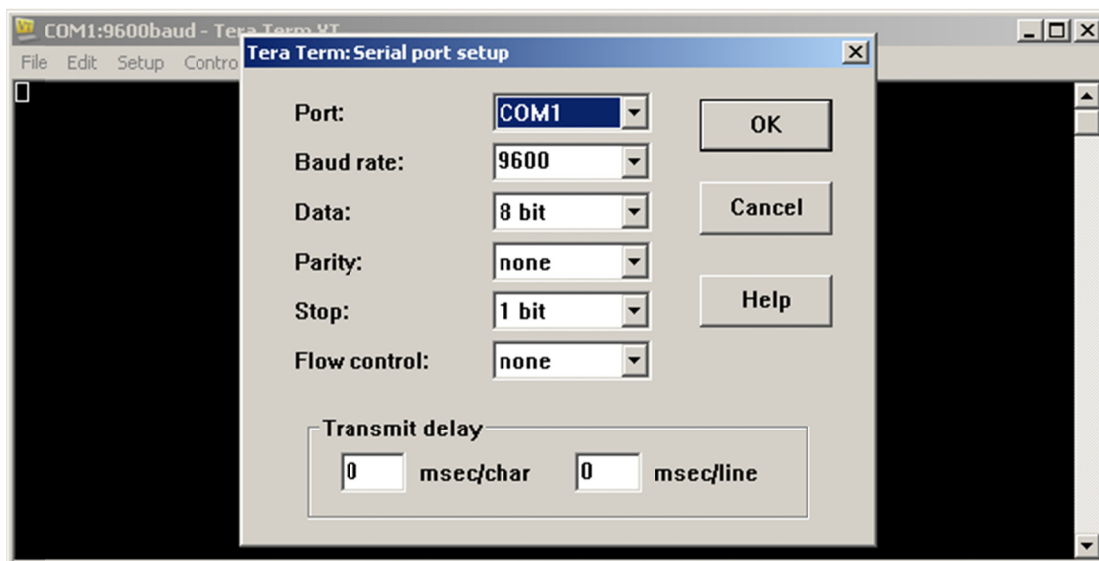 COM1:9600baud - Tera Term VT
File Edit Setup Contro
Tera Term: Serial port setup
Port: COM1
OK
Baud rate: 9600
Data: 8 bit
Cancel
Parity: none
Stop: 1 bit
Help
Flow control: none
Transmit delay
0 msec/char 0 msec/line